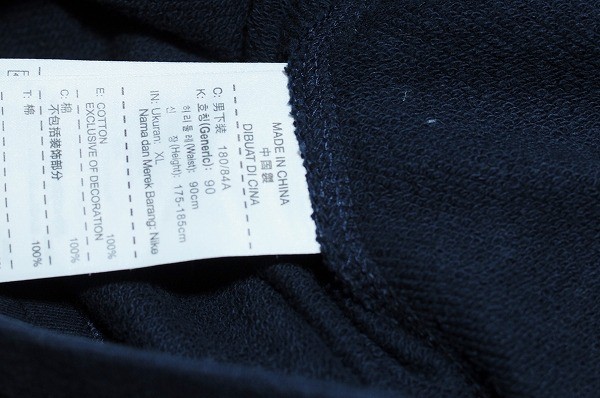 MADE IN CHINA
中国製
DIBUAT DI CINA
C: 男下装 180/84A
K: 호칭(Generic): 90
허리둘레(Waist): 90cm
신 장(Height): 175-185cm
IN: Ukuran: XL
Nama dan Merek Barang: Nike
E: COTTON 100%
EXCLUSIVE OF DECORATION
C: 棉 100%
不包括装饰部分
T: 棉 100%